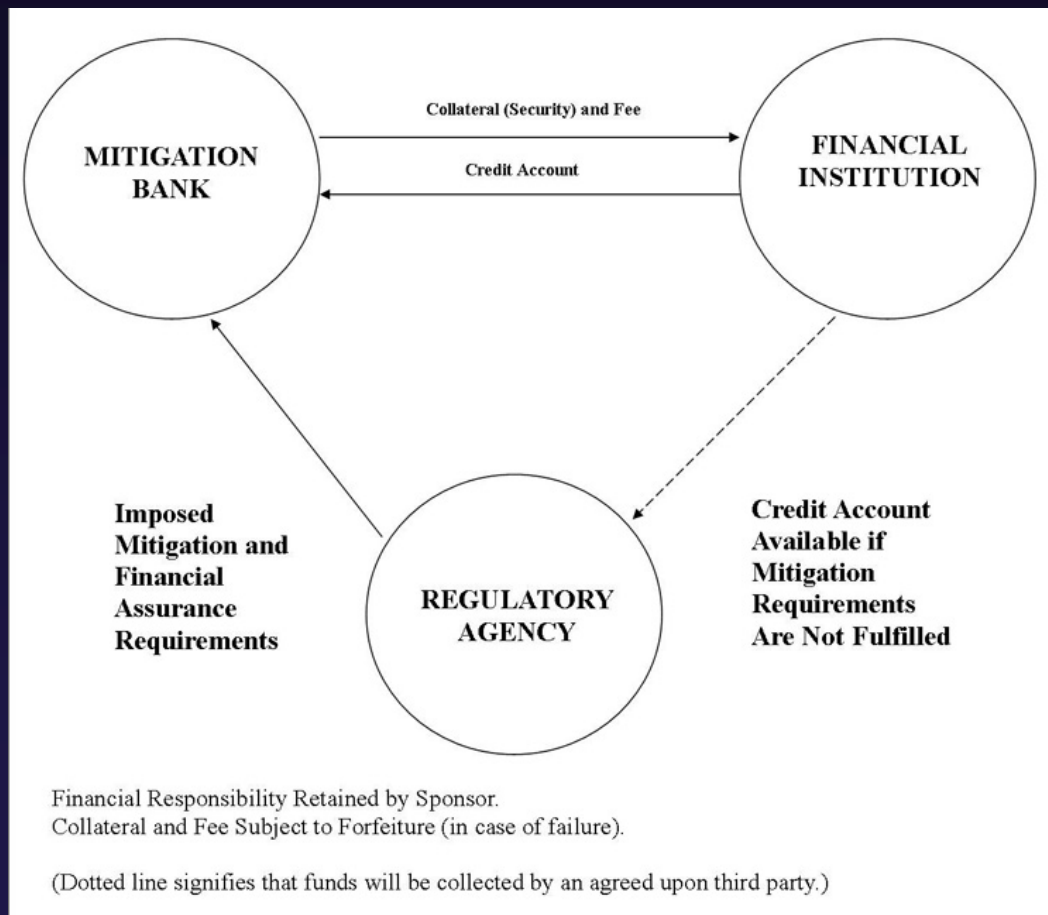 Collateral (Security) and Fee
MITIGATION
BANK
Credit Account
FINANCIAL
INSTITUTION
Imposed
Mitigation and
Financial
Assurance
Requirements
REGULATORY
AGENCY
Credit Account
Available if
Mitigation
Requirements
Are Not Fulfilled
Financial Responsibility Retained by Sponsor.
Collateral and Fee Subject to Forfeiture (in case of failure).
(Dotted line signifies that funds will be collected by an agreed upon third party.)